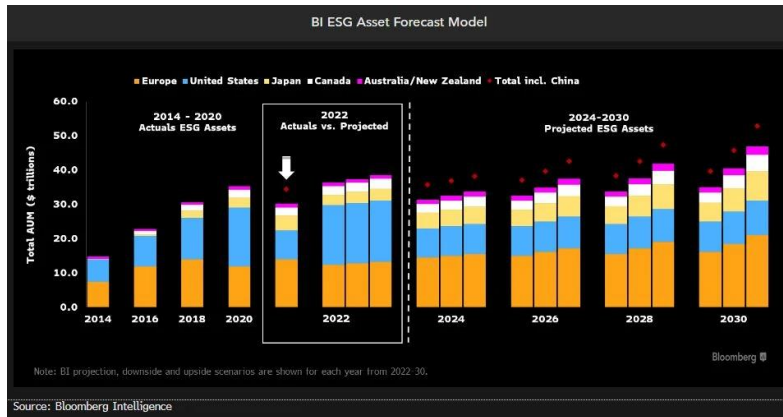 BI ESG Asset Forecast Model
Europe United States Japan Canada Australia/New Zealand Total incl. China
60.0
50.0
40.0
30.0
20.0
10.0
0.0
Total AUM ($ trillions)
2014 - 2020
Actuals ESG Assets
2022
Actuals vs. Projected
2024-2030
Projected ESG Assets
2014 2016 2018 2020 2022 2024 2026 2028 2030
Bloomberg
Note: BI projection, downside and upside scenarios are shown for each year from 2022-30.
Source: Bloomberg Intelligence